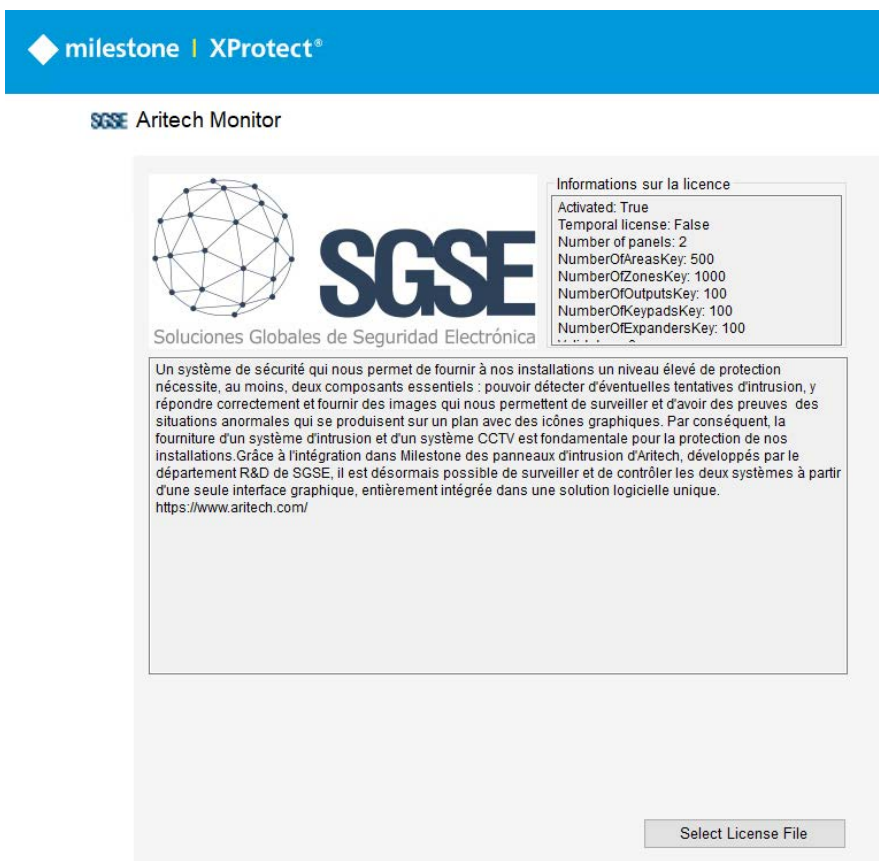 milestone | XProtect®
SGSE Aritech Monitor
SGSE
Soluciones Globales de Seguridad Electrónica
Informations sur la licence
Activated: True
Temporal license: False
Number of panels: 2
NumberOfAreasKey: 500
NumberOfZonesKey: 1000
NumberOfOutputsKey: 100
NumberOfKeypadsKey: 100
NumberOfExpandersKey: 100
Un système de sécurité qui nous permet de fournir à nos installations un niveau élevé de protection
nécessite, au moins, deux composants essentiels : pouvoir détecter d'éventuelles tentatives d'intrusion, y
répondre correctement et fournir des images qui nous permettent de surveiller et d'avoir des preuves  des
situations anormales qui se produisent sur un plan avec des icônes graphiques. Par conséquent, la
fourniture d'un système d'intrusion et d'un système CCTV est fondamentale pour la protection de nos
installations.Grâce à l'intégration dans Milestone des panneaux d'intrusion d'Aritech, développés par le
département R&D de SGSE, il est désormais possible de surveiller et de contrôler les deux systèmes à partir
d'une seule interface graphique, entièrement intégrée dans une solution logicielle unique.
https://www.aritech.com/
Select License File